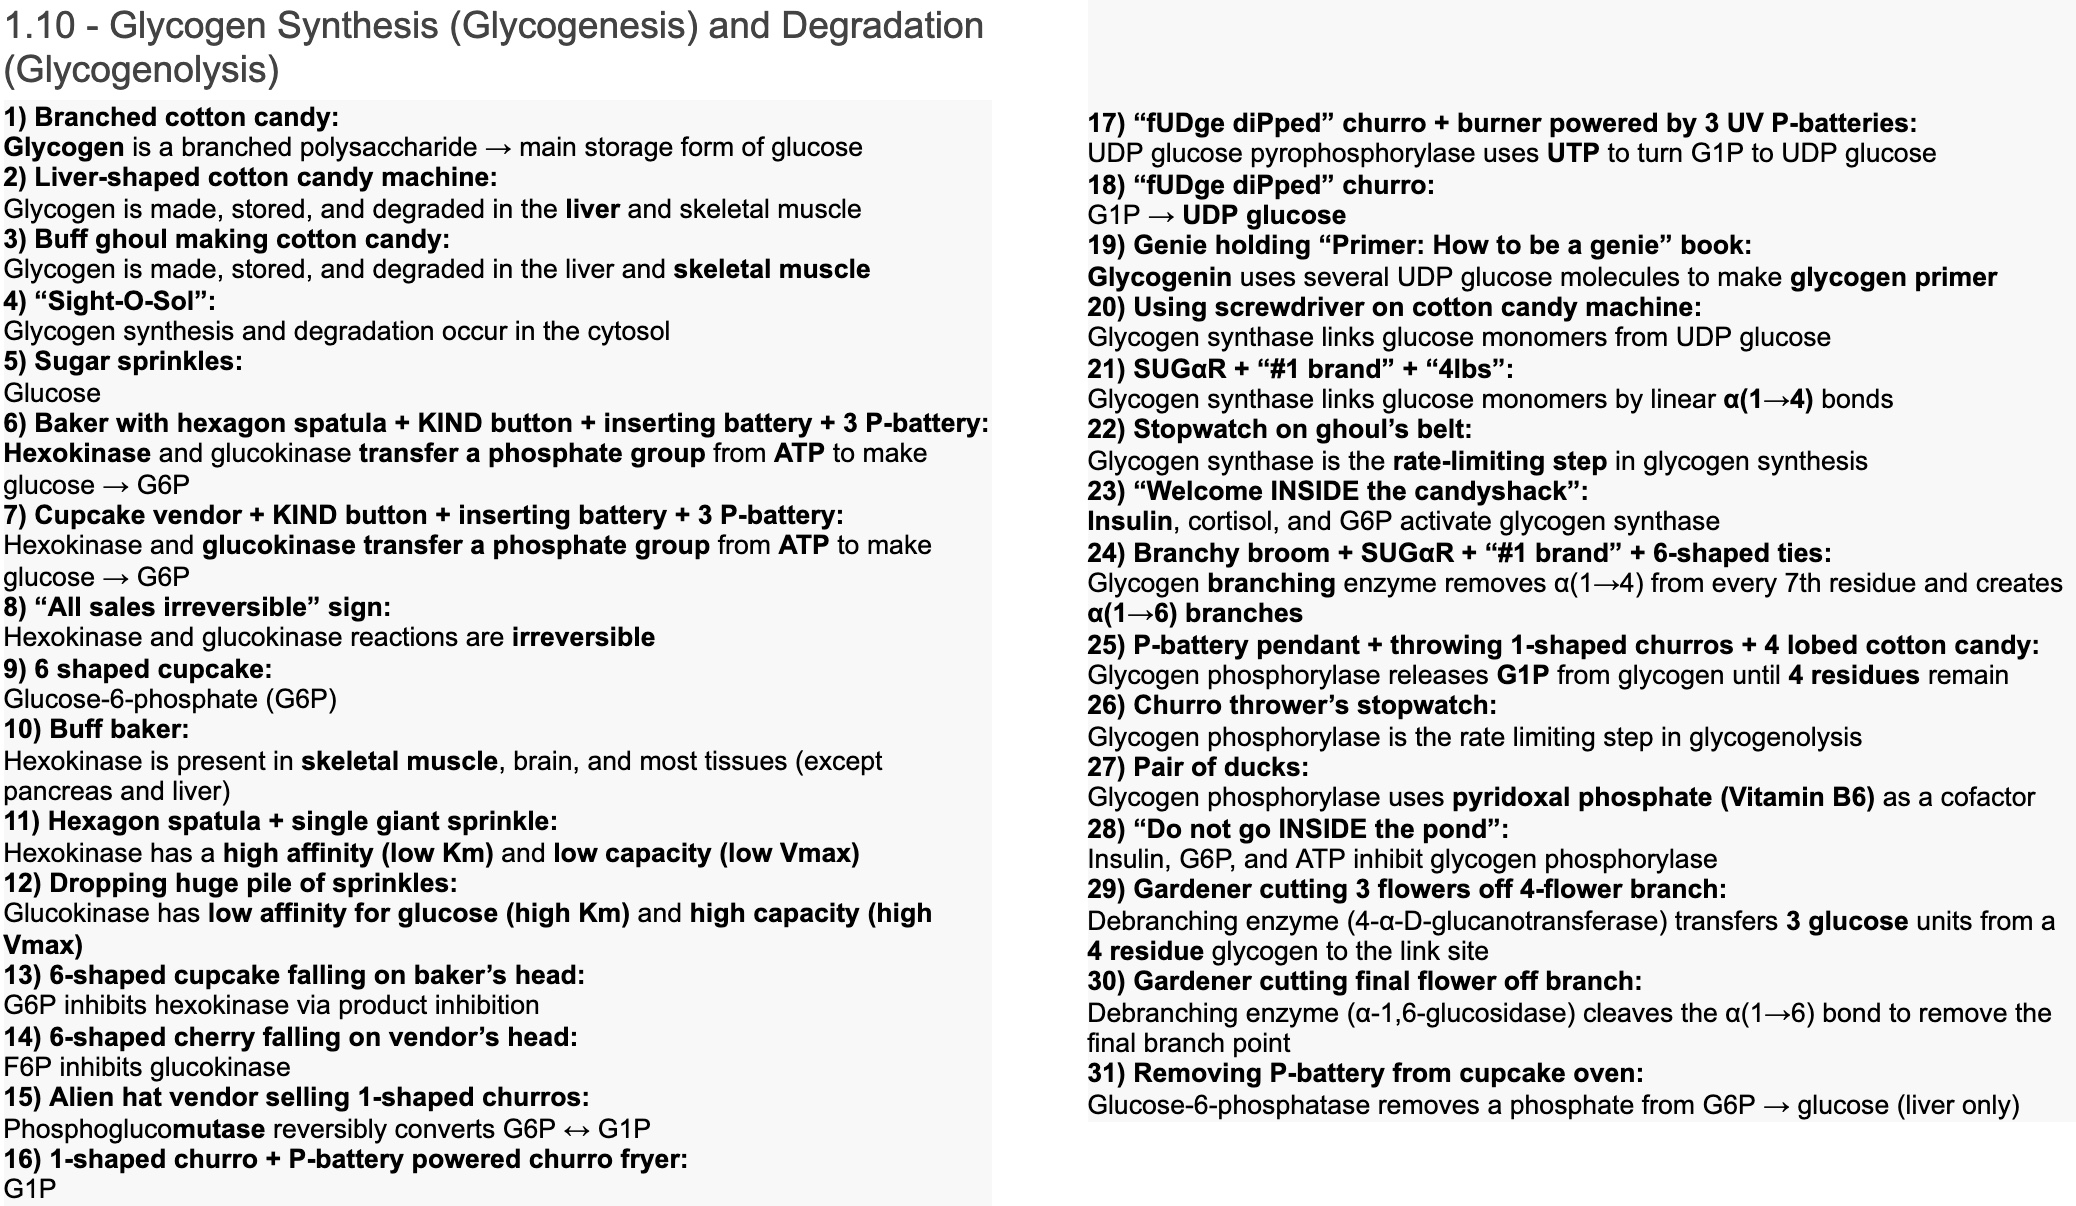 1.10 - Glycogen Synthesis (Glycogenesis) and Degradation
(Glycogenolysis)
1) Branched cotton candy:
Glycogen is a branched polysaccharide → main storage form of glucose
2) Liver-shaped cotton candy machine:
Glycogen is made, stored, and degraded in the liver and skeletal muscle
3) Buff ghoul making cotton candy:
Glycogen is made, stored, and degraded in the liver and skeletal muscle
4) “Sight-O-Sol”:
Glycogen synthesis and degradation occur in the cytosol
5) Sugar sprinkles:
Glucose
6) Baker with hexagon spatula + KIND button + inserting battery + 3 P-battery:
Hexokinase and glucokinase transfer a phosphate group from ATP to make
glucose → G6P
7) Cupcake vendor + KIND button + inserting battery + 3 P-battery:
Hexokinase and glucokinase transfer a phosphate group from ATP to make
glucose → G6P
8) “All sales irreversible” sign:
Hexokinase and glucokinase reactions are irreversible
9) 6 shaped cupcake:
Glucose-6-phosphate (G6P)
10) Buff baker:
Hexokinase is present in skeletal muscle, brain, and most tissues (except
pancreas and liver)
11) Hexagon spatula + single giant sprinkle:
Hexokinase has a high affinity (low Km) and low capacity (low Vmax)
12) Dropping huge pile of sprinkles:
Glucokinase has low affinity for glucose (high Km) and high capacity (high
Vmax)
13) 6-shaped cupcake falling on baker’s head:
G6P inhibits hexokinase via product inhibition
14) 6-shaped cherry falling on vendor’s head:
F6P inhibits glucokinase
15) Alien hat vendor selling 1-shaped churros:
Phosphoglucomutase reversibly converts G6P ↔ G1P
16) 1-shaped churro + P-battery powered churro fryer:
G1P
17) “fUDge diPped” churro + burner powered by 3 UV P-batteries:
UDP glucose pyrophosphorylase uses UTP to turn G1P to UDP glucose
18) “fUDge diPped” churro:
G1P → UDP glucose
19) Genie holding “Primer: How to be a genie” book:
Glycogenin uses several UDP glucose molecules to make glycogen primer
20) Using screwdriver on cotton candy machine:
Glycogen synthase links glucose monomers from UDP glucose
21) SUGαR + “#1 brand” + “4lbs”:
Glycogen synthase links glucose monomers by linear α(1→4) bonds
22) Stopwatch on ghoul’s belt:
Glycogen synthase is the rate-limiting step in glycogen synthesis
23) “Welcome INSIDE the candyshack”:
Insulin, cortisol, and G6P activate glycogen synthase
24) Branchy broom + SUGαR + “#1 brand” + 6-shaped ties:
Glycogen branching enzyme removes α(1→4) from every 7th residue and creates
α(1→6) branches
25) P-battery pendant + throwing 1-shaped churros + 4 lobed cotton candy:
Glycogen phosphorylase releases G1P from glycogen until 4 residues remain
26) Churro thrower’s stopwatch:
Glycogen phosphorylase is the rate limiting step in glycogenolysis
27) Pair of ducks:
Glycogen phosphorylase uses pyridoxal phosphate (Vitamin B6) as a cofactor
28) “Do not go INSIDE the pond”:
Insulin, G6P, and ATP inhibit glycogen phosphorylase
29) Gardener cutting 3 flowers off 4-flower branch:
Debranching enzyme (4-α-D-glucanotransferase) transfers 3 glucose units from a
4 residue glycogen to the link site
30) Gardener cutting final flower off branch:
Debranching enzyme (α-1,6-glucosidase) cleaves the α(1→6) bond to remove the
final branch point
31) Removing P-battery from cupcake oven:
Glucose-6-phosphatase removes a phosphate from G6P → glucose (liver only)